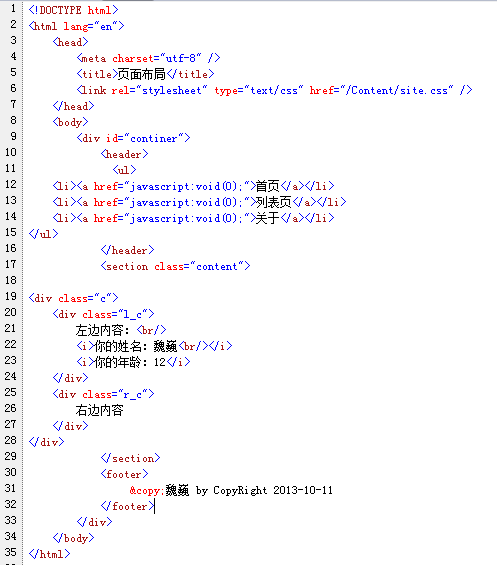 1 <!DOCTYPE html>
2 <html lang="en">
3 <head>
4 <meta charset="utf-8" />
5 <title>页面布局</title>
6 <link rel="stylesheet" type="text/css" href="/Content/site.css" />
7 </head>
8 <body>
9 <div id="continer">
10 <header>
11 <ul>
12 <li><a href="javascript:void(0);">首页</a></li>
13 <li><a href="javascript:void(0);">列表页</a></li>
14 <li><a href="javascript:void(0);">关于</a></li>
15 </ul>
16 </header>
17 <section class="content">
18
19 <div class="c">
20 <div class="l_c">
21 左边内容：<br/>
22 <i>你的姓名：魏巍<br/></i>
23 <i>你的年龄：12</i>
24 </div>
25 <div class="r_c">
26 右边内容
27 </div>
28 </div>
29 </section>
30 <footer>
31 &copy;魏巍 by CopyRight 2013-10-11
32 </footer>
33 </div>
34 </body>
35 </html>